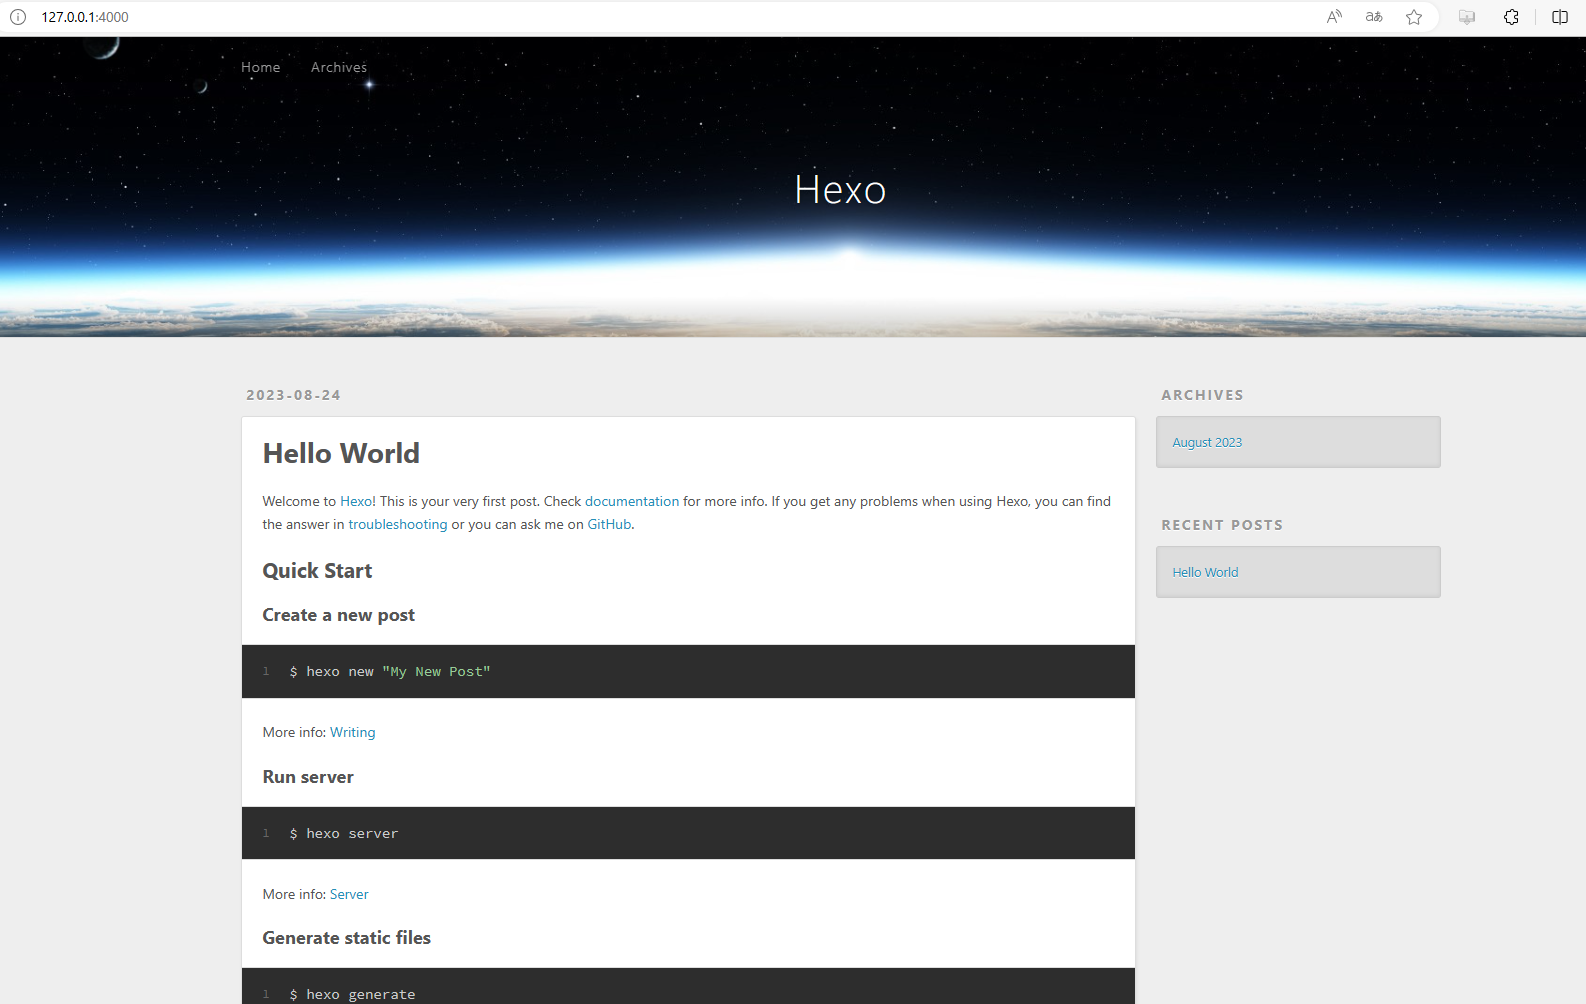 127.0.0.1:4000
Home Archives
Hexo
2023-08-24
Hello World
Welcome to Hexo! This is your very first post. Check documentation for more info. If you get any problems when using Hexo, you can find
the answer in troubleshooting or you can ask me on GitHub.
Quick Start
Create a new post
1 $ hexo new "My New Post"
More info: Writing
Run server
1 $ hexo server
More info: Server
Generate static files
1 $ hexo generate
ARCHIVES
August 2023
RECENT POSTS
Hello World